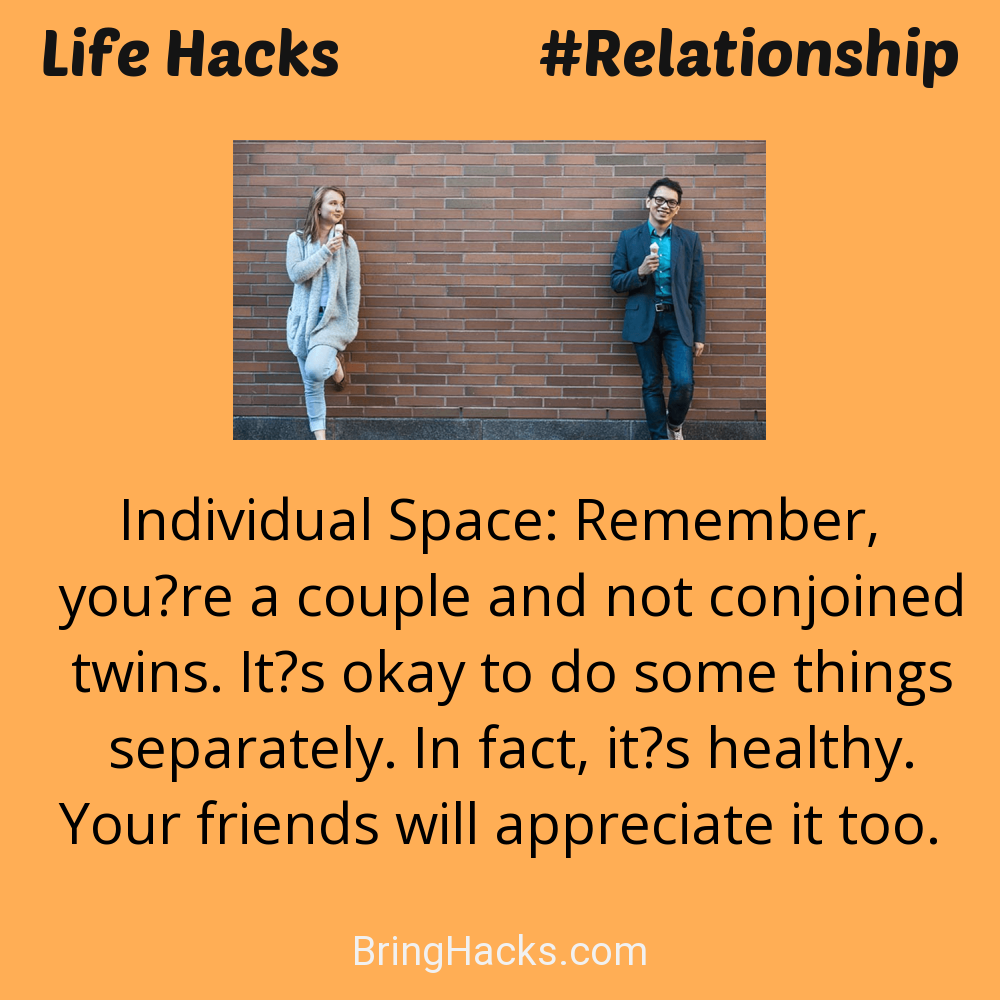 Life Hacks #Relationship
Individual Space: Remember,
you?re a couple and not conjoined
twins. It?s okay to do some things
separately. In fact, it?s healthy.
Your friends will appreciate it too.
BringHacks.com